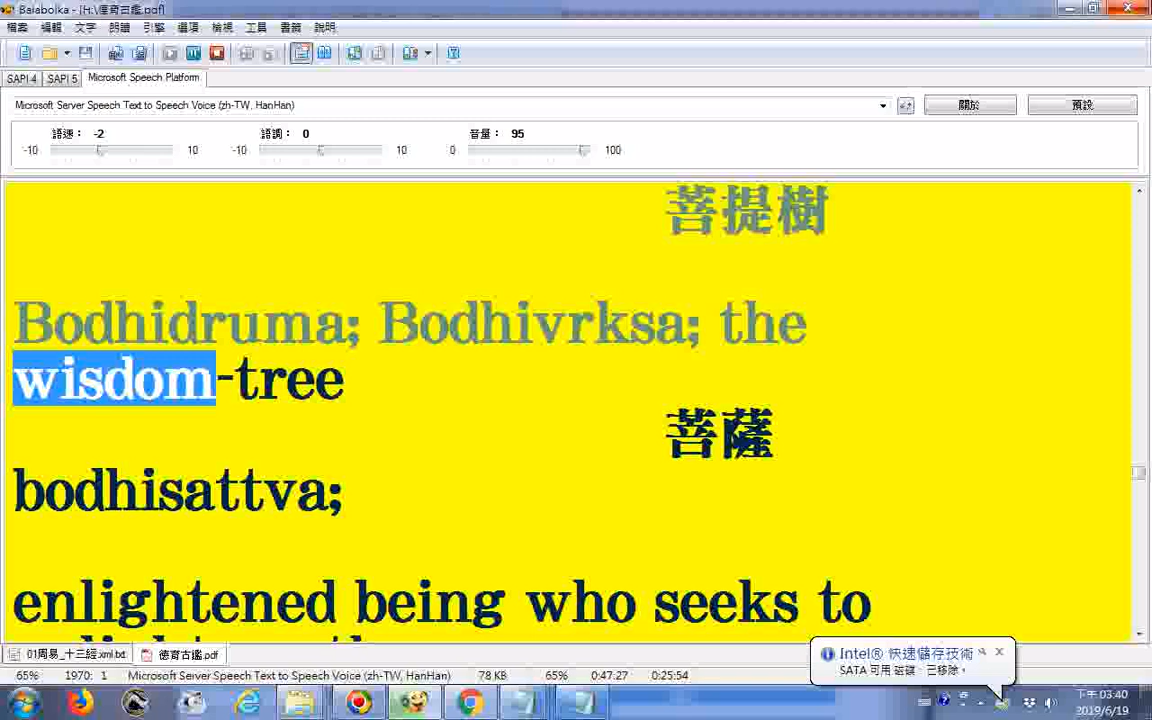 Balabolka - [H:\德育古鑑.pdf]
檔案 編輯 文字 朗讀 引擎 選項 檢視 工具 書籤 說明
SAPI 4 SAPI 5 Microsoft Speech Platform
Microsoft Server Speech Text to Speech Voice (zh-TW, HanHan) 關於 預設
語速： -2 語調： 0 音量： 95
-10 10 -10 10 0 100
菩提樹
Bodhidruma; Bodhivrksa; the
wisdom-tree
菩薩
bodhisattva;
enlightened being who seeks to
01周易_十三經.xml.txt 德育古鑑.pdf
Intel® 快速儲存技術
SATA 可用 磁碟: 已移除。
65% 1970: 1 Microsoft Server Speech Text to Speech Voice (zh-TW, HanHan) 78 KB 65% 0:47:27 0:25:54
下午 03:40
2019/6/19